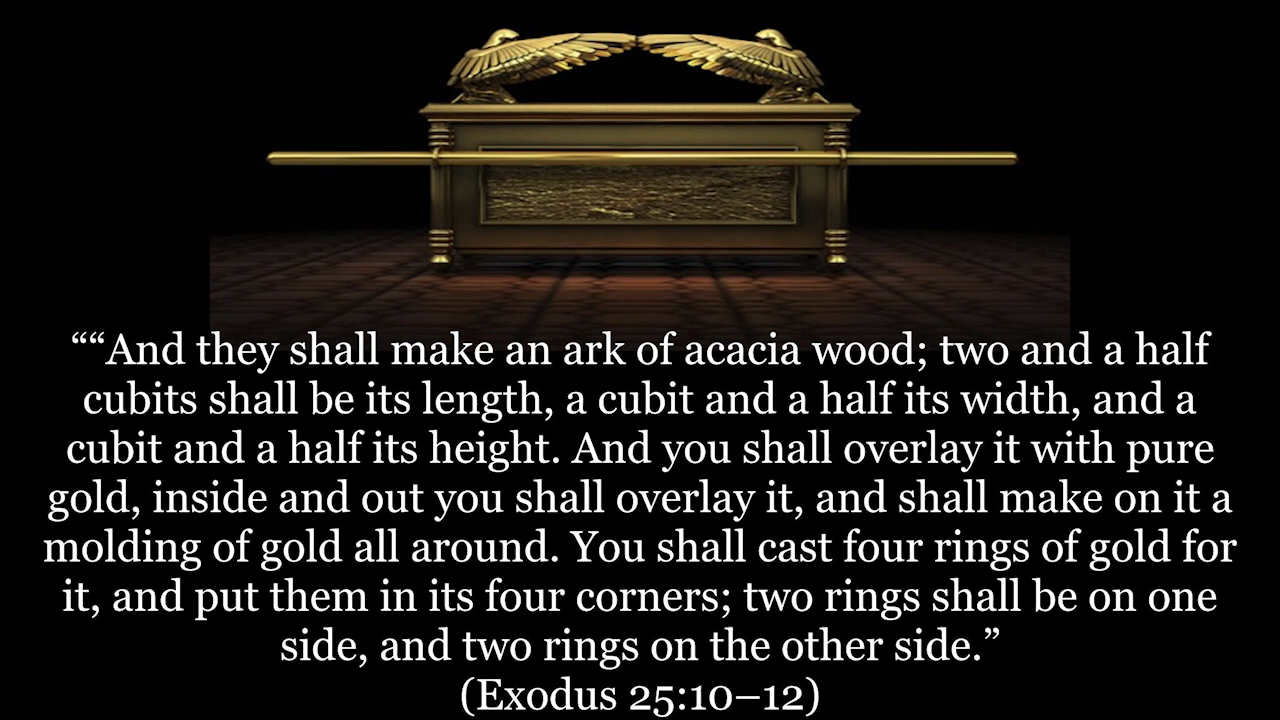 ““And they shall make an ark of acacia wood; two and a half
cubits shall be its length, a cubit and a half its width, and a
cubit and a half its height. And you shall overlay it with pure
gold, inside and out you shall overlay it, and shall make on it a
molding of gold all around. You shall cast four rings of gold for
it, and put them in its four corners; two rings shall be on one
side, and two rings on the other side.”
(Exodus 25:10–12)